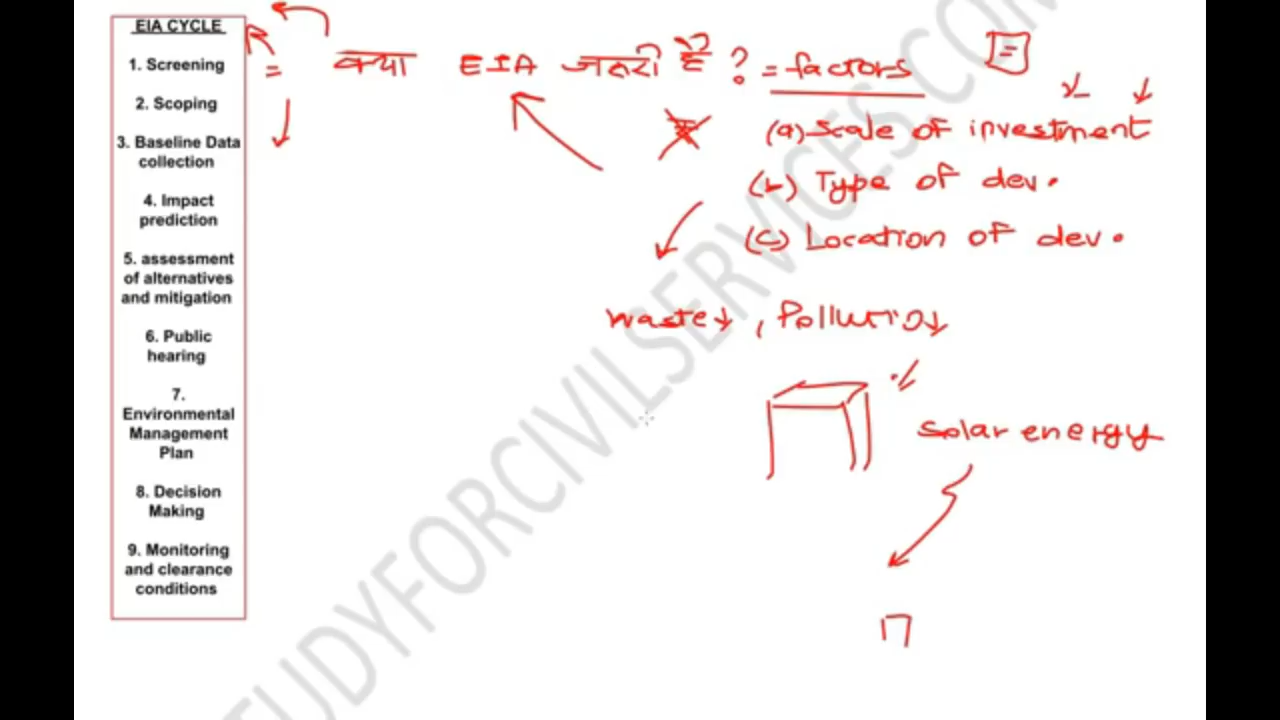 EIA CYCLE
1. Screening
2. Scoping
3. Baseline Data
collection
4. Impact
prediction
5. assessment
of alternatives
and mitigation
6. Public
hearing
7.
Environmental
Management
Plan
8. Decision
Making
9. Monitoring
and clearance
conditions
= क्या EIA जरूरी है ? = factors
(a) Scale of investment
(b) Type of dev.
(c) Location of dev.
waste↓, Pollutio↓
solar energy
STUDYFORCIVILSERVICES.COM